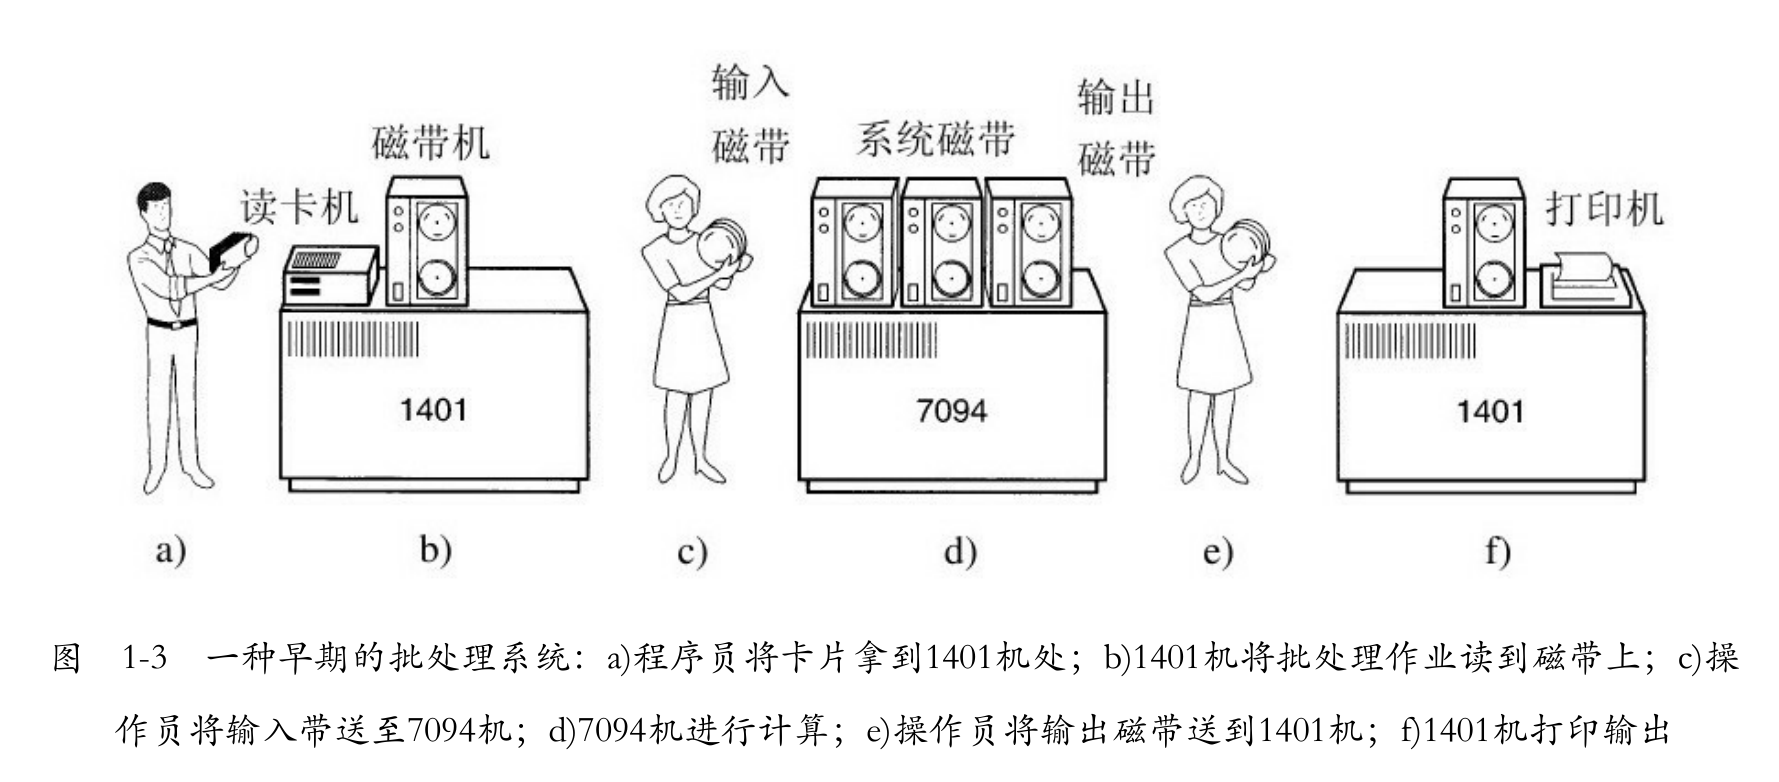 输入
磁带
输出
磁带
磁带机
系统磁带
读卡机
打印机
1401
7094
1401
a)
b)
c)
d)
e)
f)
图 1-3 一种早期的批处理系统：a)程序员将卡片拿到1401机处；b)1401机将批处理作业读到磁带上；c)操
作员将输入带送至7094机；d)7094机进行计算；e)操作员将输出磁带送到1401机；f)1401机打印输出